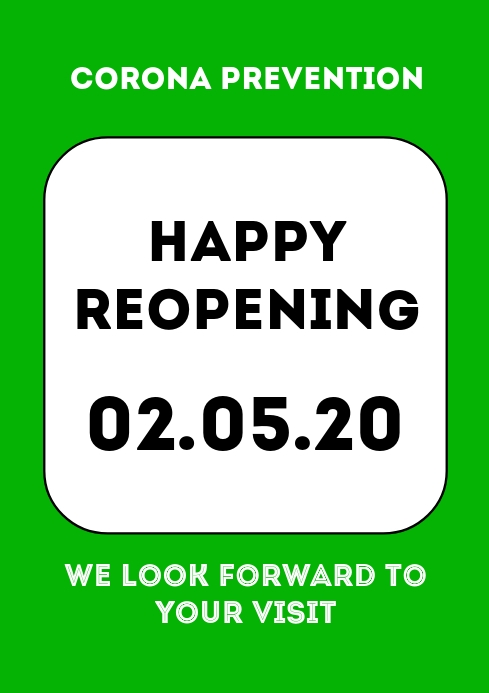 CORONA PREVENTION
HAPPY
REOPENING
02.05.20
WE LOOK FORWARD TO
YOUR VISIT